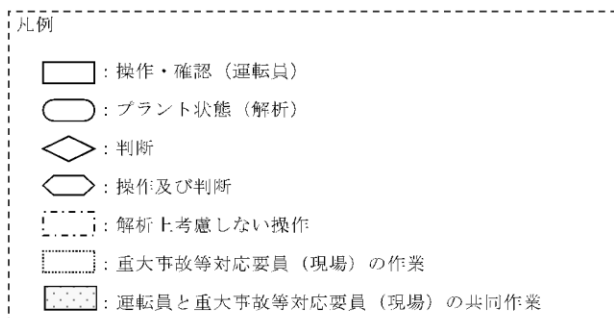 凡例
：操作・確認（運転員）
：プラント状態（解析）
：判断
：操作及び判断
：解析上考慮しない操作
：重大事故等対応要員（現場）の作業
：運転員と重大事故等対応要員（現場）の共同作業